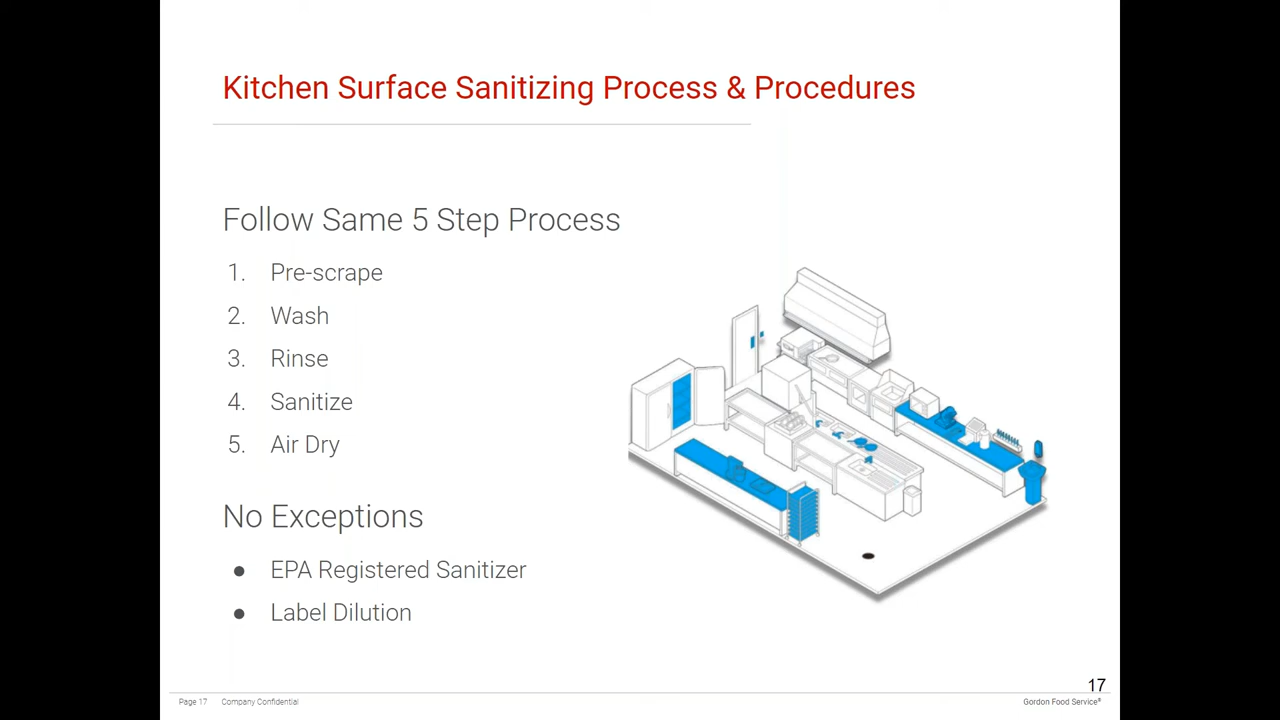 Kitchen Surface Sanitizing Process & Procedures
Follow Same 5 Step Process
1. Pre-scrape
2. Wash
3. Rinse
4. Sanitize
5. Air Dry
No Exceptions
● EPA Registered Sanitizer
● Label Dilution
17
Page 17 Company Confidential Gordon Food Service®